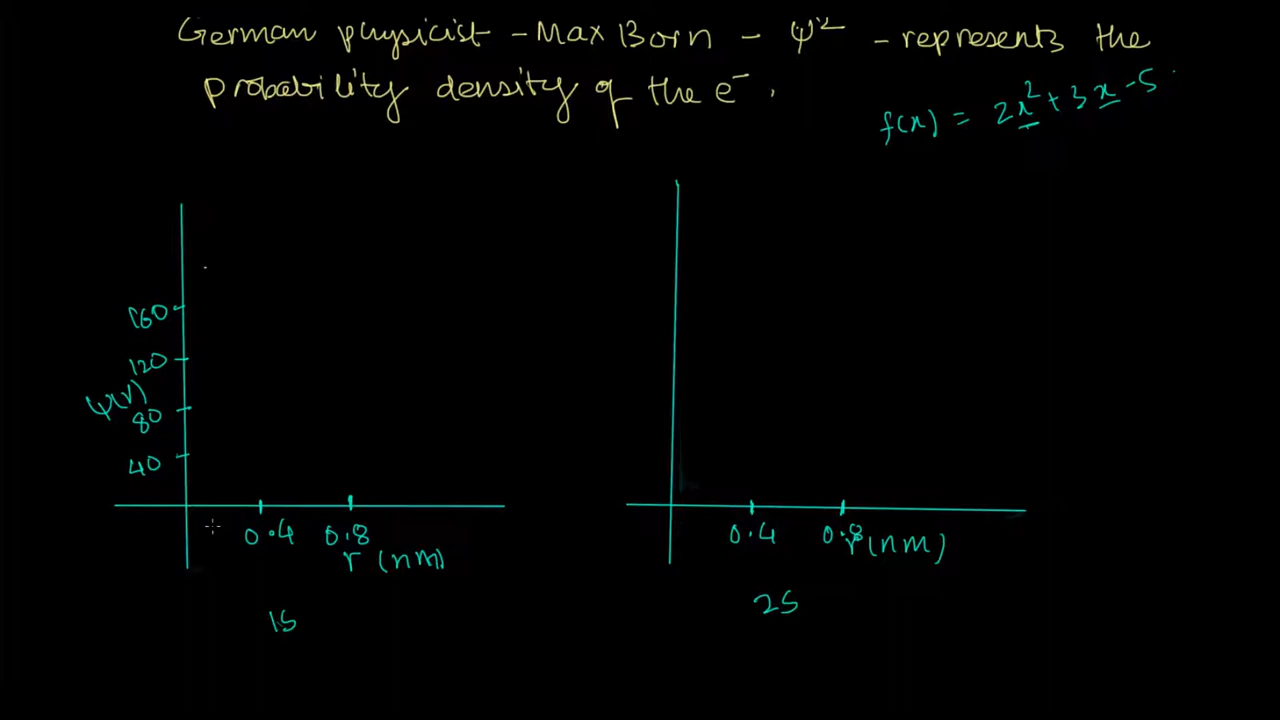 German physicist - Max Born - ψ² - represents the
probability density of the e⁻.
f(x) = 2x² + 3x - 5
160
120
ψ(r)
80
40
0.4 0.8
r (nm)
1S
0.4 0.8
r (nm)
2S